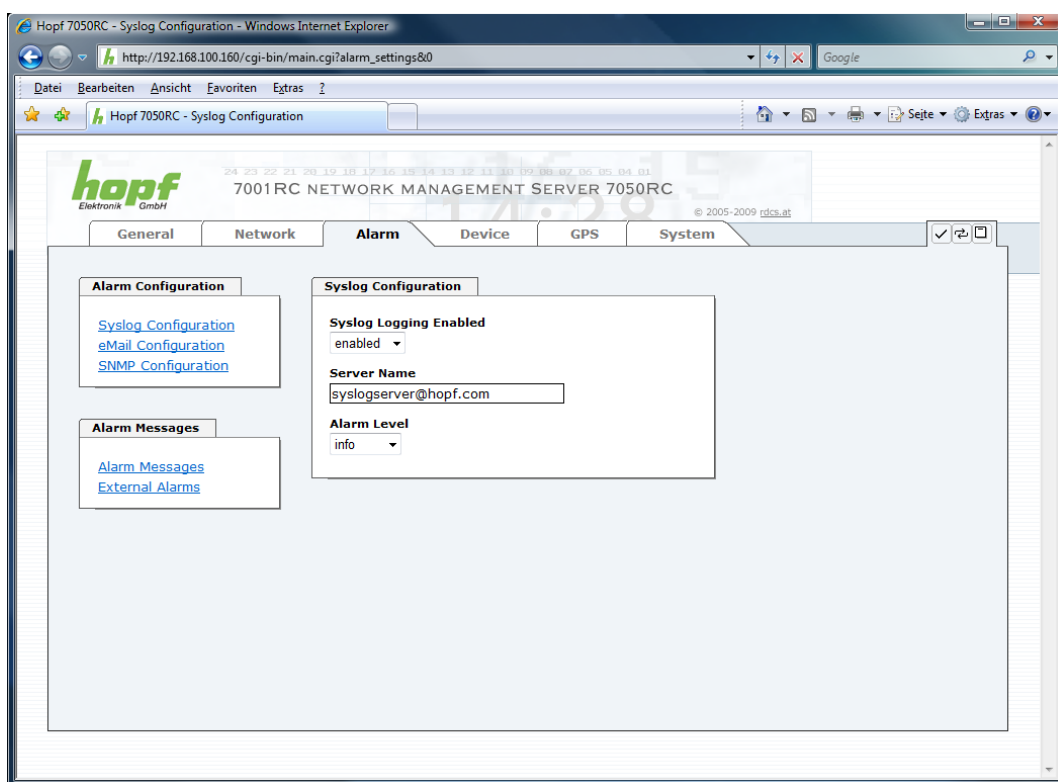 Hopf 7050RC - Syslog Configuration - Windows Internet Explorer
http://192.168.100.160/cgi-bin/main.cgi?alarm_settings&0
Google
Datei Bearbeiten Ansicht Favoriten Extras ?
Hopf 7050RC - Syslog Configuration
Seite Extras
24 23 22 21 20 19 18 17 16 15 14 13 12 11 10 09 08 07 06 05 04 01
hopf
Elektronik GmbH
7001RC NETWORK MANAGEMENT SERVER 7050RC
14:28
© 2005-2009 rdcs.at
General Network Alarm Device GPS System
Alarm Configuration
Syslog Configuration
eMail Configuration
SNMP Configuration
Alarm Messages
Alarm Messages
External Alarms
Syslog Configuration
Syslog Logging Enabled
enabled
Server Name
syslogserver@hopf.com
Alarm Level
info